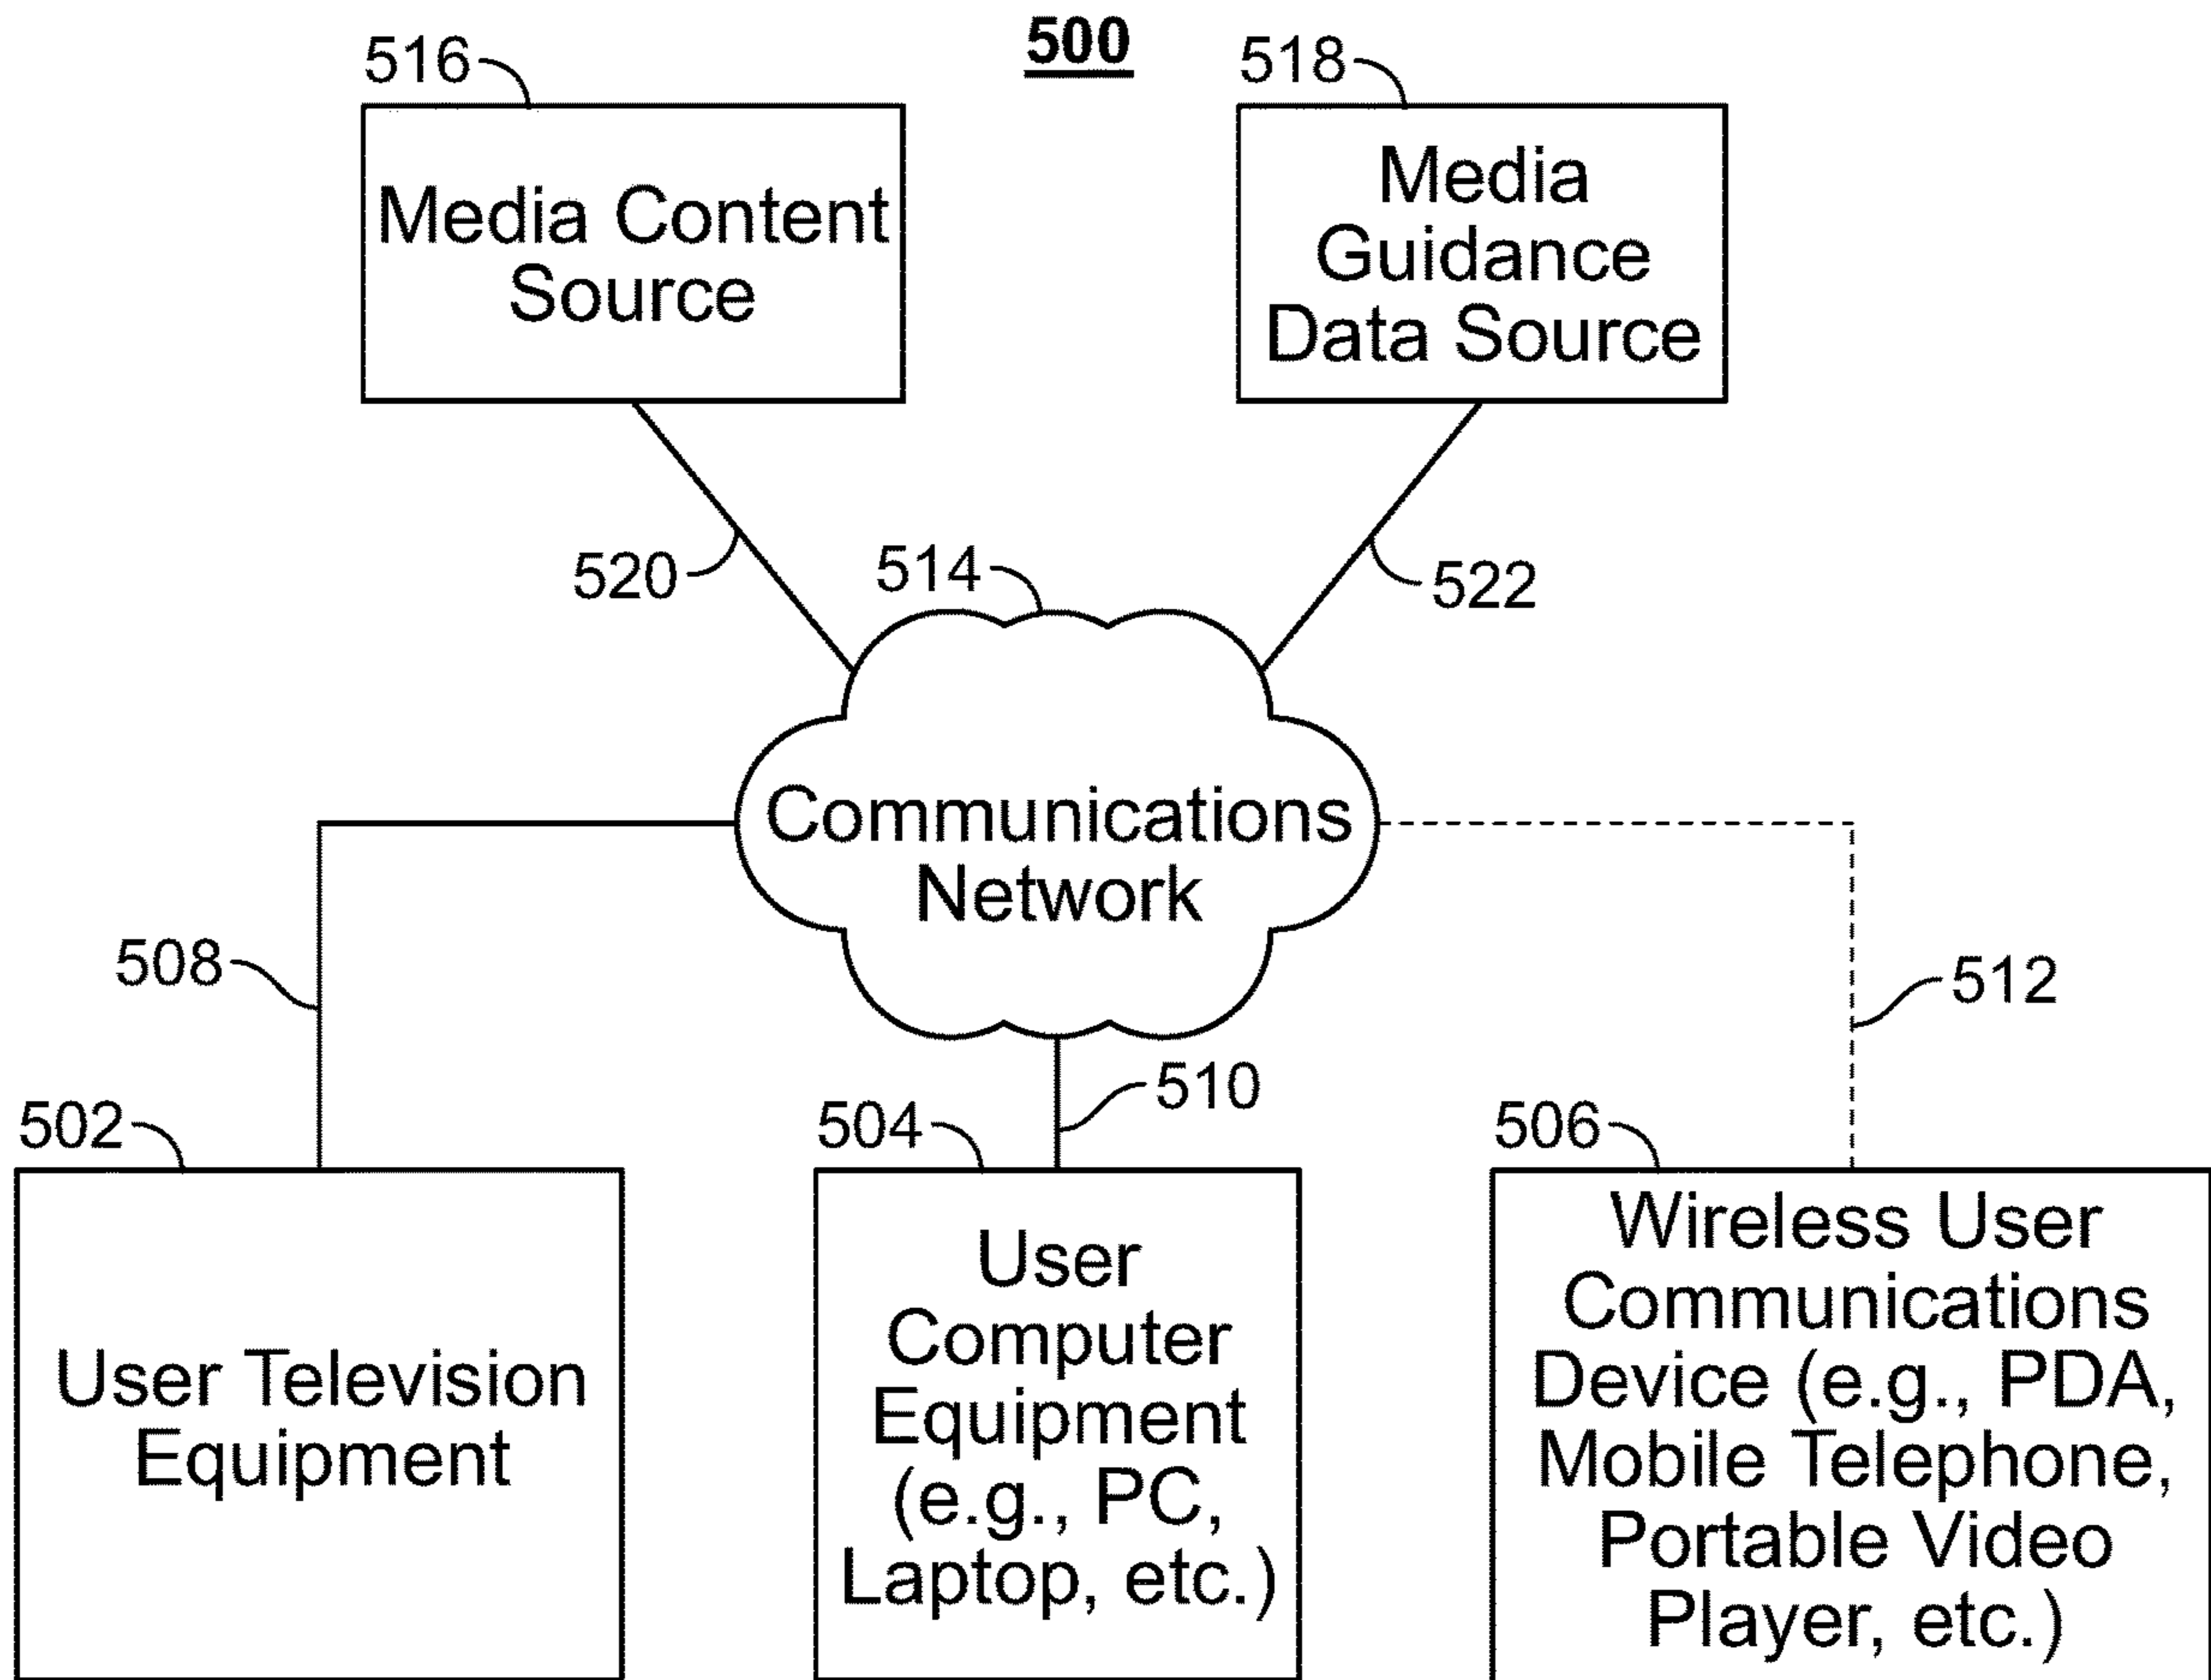 500
516
518
Media Content
Source
Media
Guidance
Data Source
520
514
522
Communications
Network
508
512
510
502
504
506
User Television
Equipment
User
Computer
Equipment
(e.g., PC,
Laptop, etc.)
Wireless User
Communications
Device (e.g., PDA,
Mobile Telephone,
Portable Video
Player, etc.)